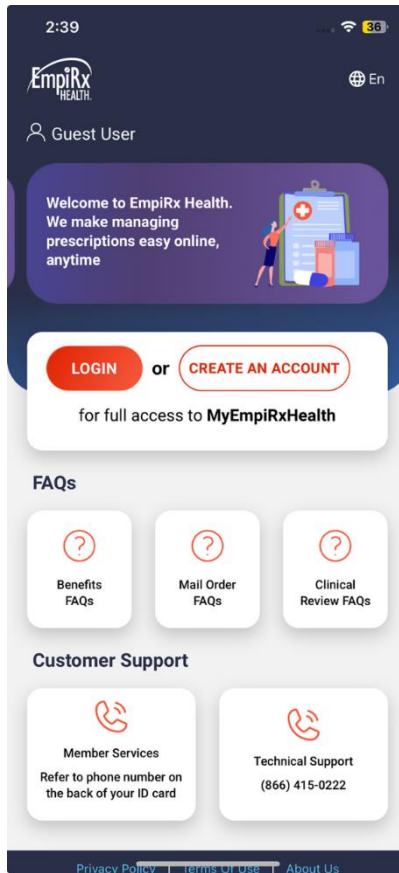 2:39
36
EmpiRx
HEALTH.
En
Guest User
Welcome to EmpiRx Health.
We make managing
prescriptions easy online,
anytime
LOGIN or CREATE AN ACCOUNT
for full access to MyEmpiRxHealth
FAQs
Benefits
FAQs
Mail Order
FAQs
Clinical
Review FAQs
Customer Support
Member Services
Refer to phone number on
the back of your ID card
Technical Support
(866) 415-0222
Privacy Policy | Terms Of Use | About Us